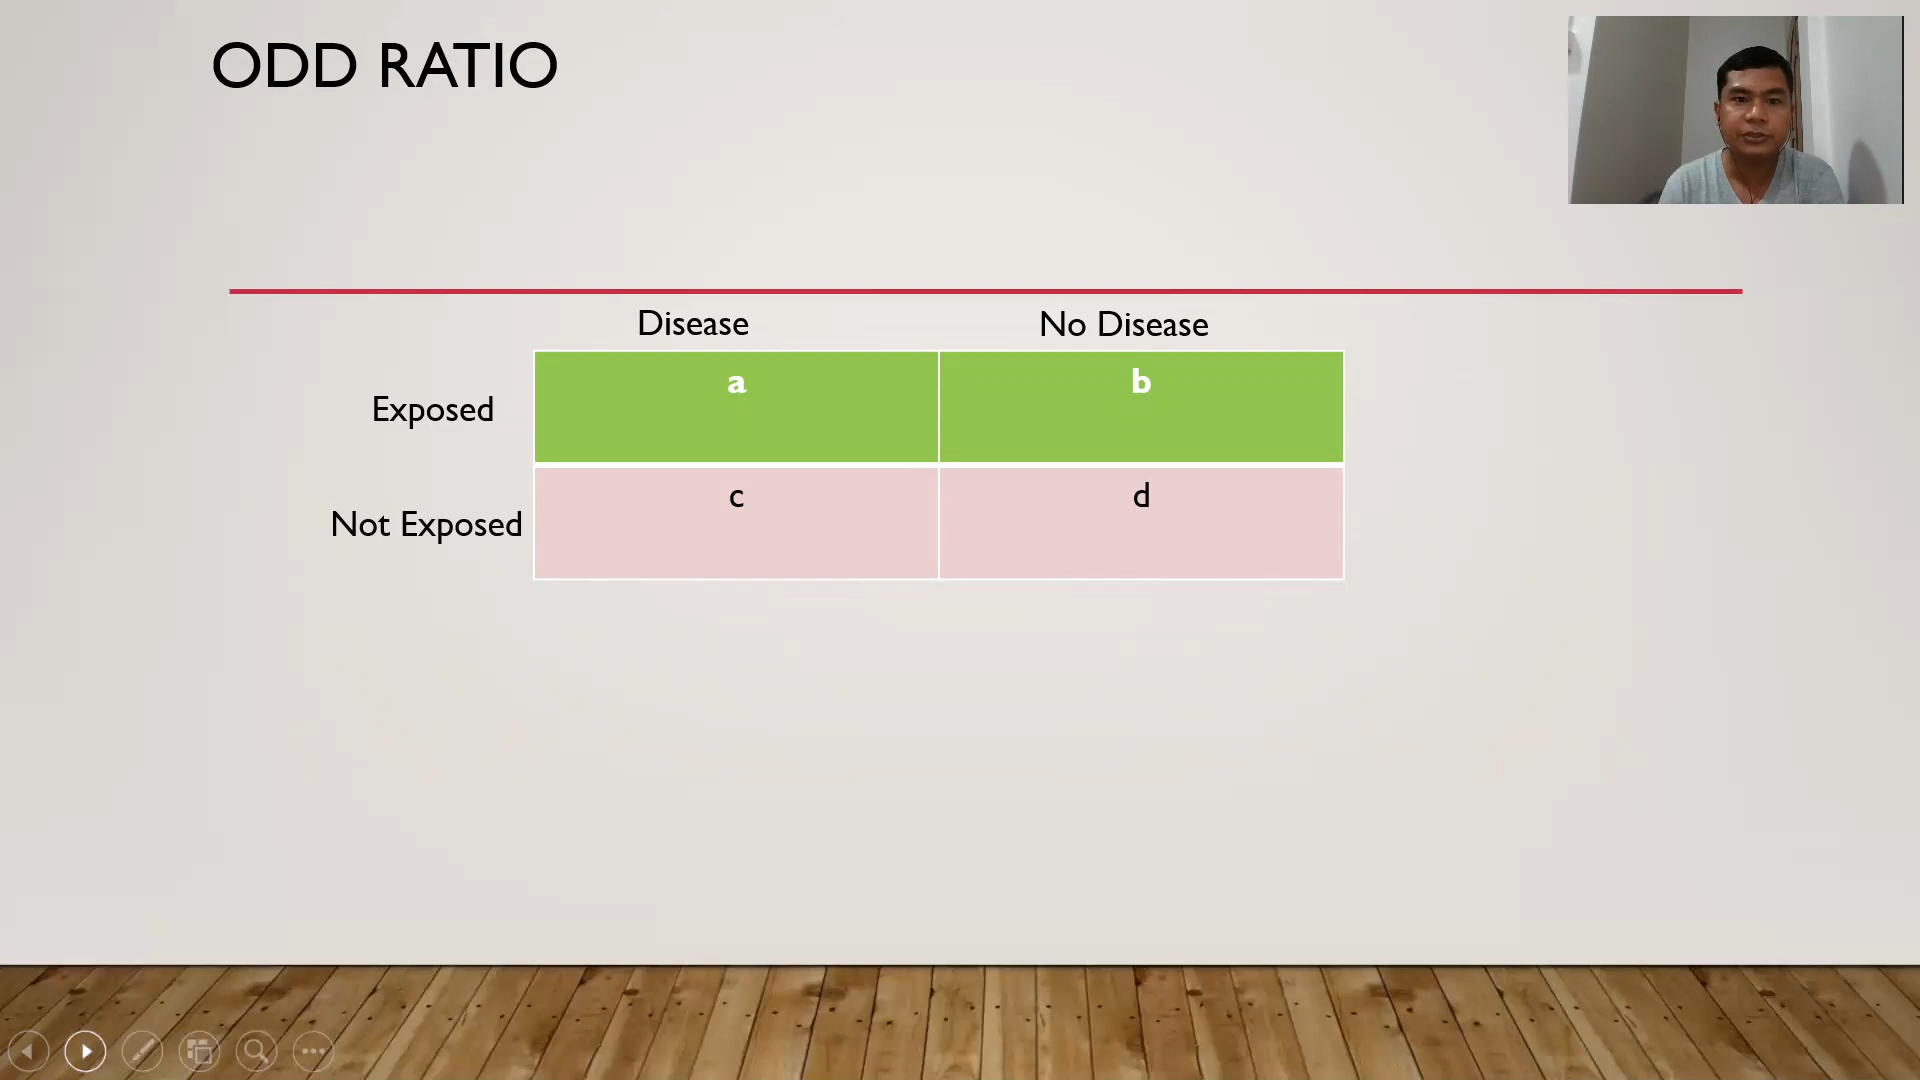 ODD RATIO
Disease No Disease
Exposed a b
Not Exposed c d